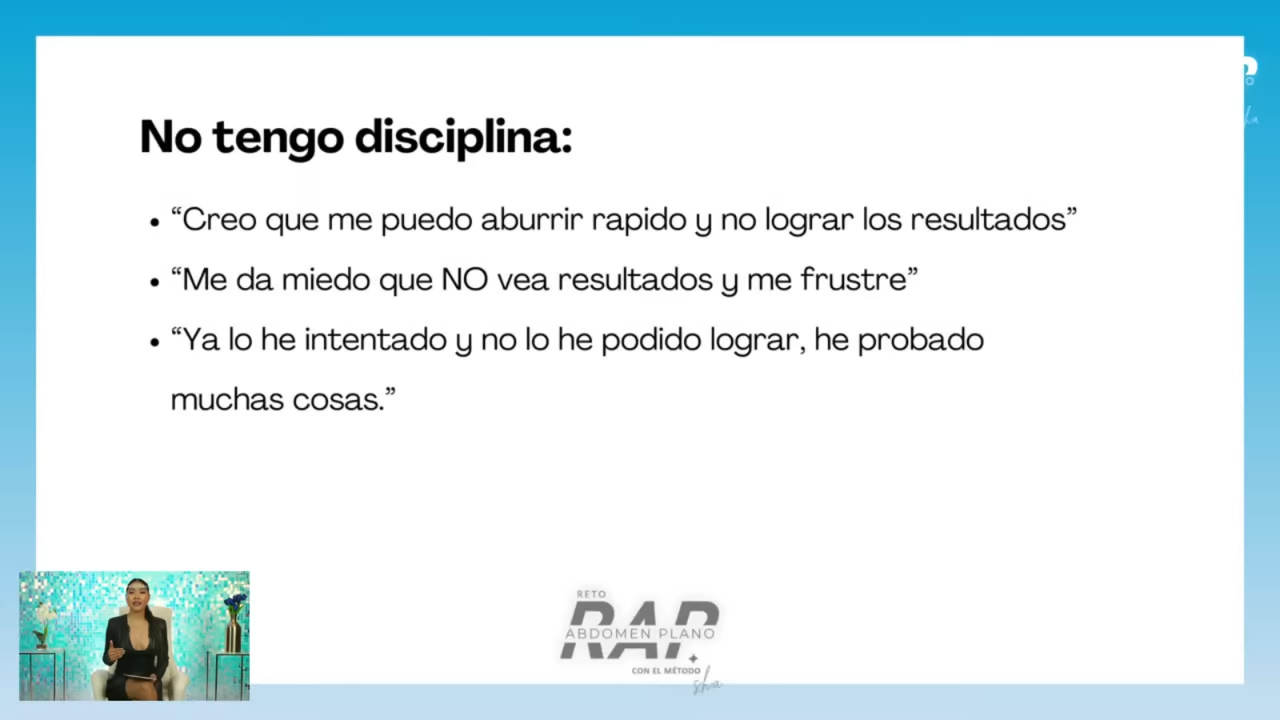 No tengo disciplina:
“Creo que me puedo aburrir rapido y no lograr los resultados”
“Me da miedo que NO vea resultados y me frustre”
“Ya lo he intentado y no lo he podido lograr, he probado
muchas cosas.”
RETO
RAP
ABDOMEN PLANO
CON EL MÉTODO
sha